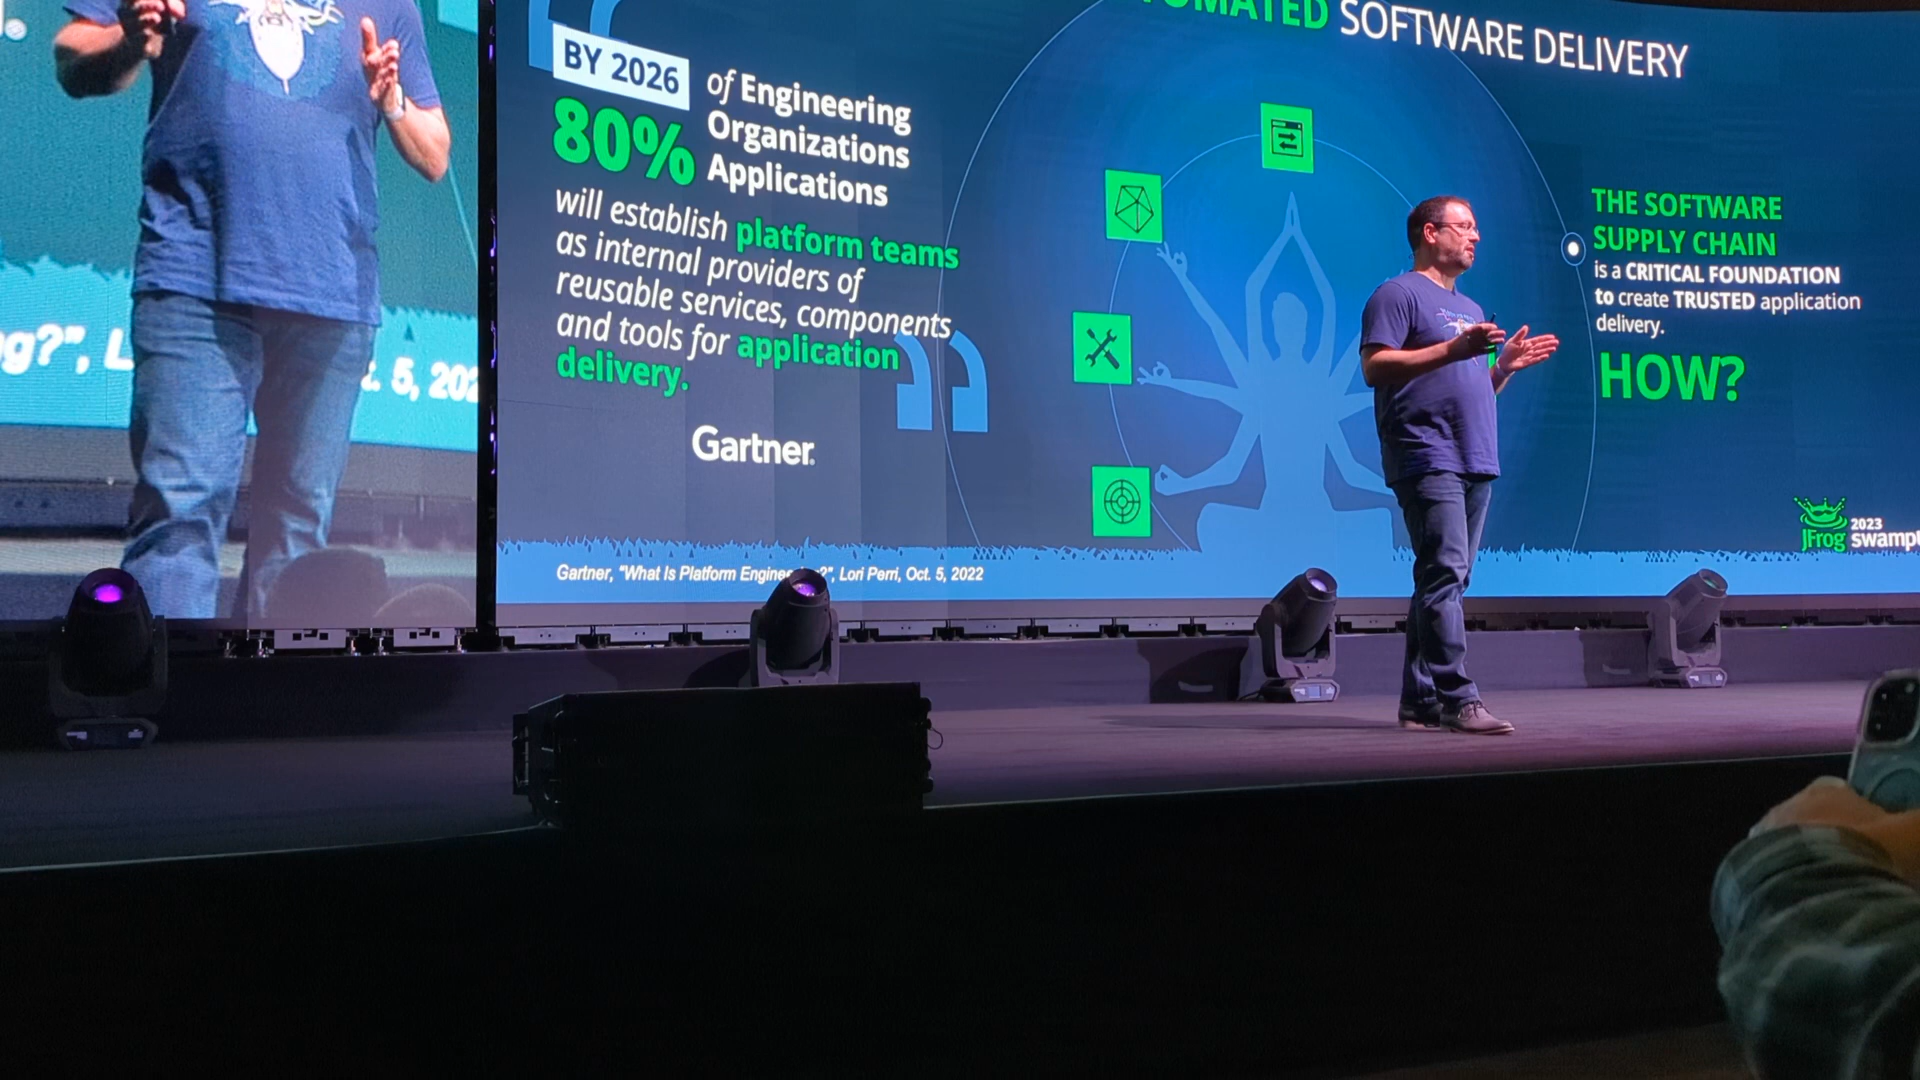 SOFTWARE DELIVERY
BY 2026
80%
of Engineering
Organizations
Applications
will establish platform teams
as internal providers of
reusable services, components
and tools for application
delivery.
Gartner
Gartner, "What Is Platform ?", Lori Perri, Oct. 5, 2022
THE SOFTWARE
SUPPLY CHAIN
is a CRITICAL FOUNDATION
to create TRUSTED application
delivery.
HOW?
JFrog
2023
?", L
. 5, 202